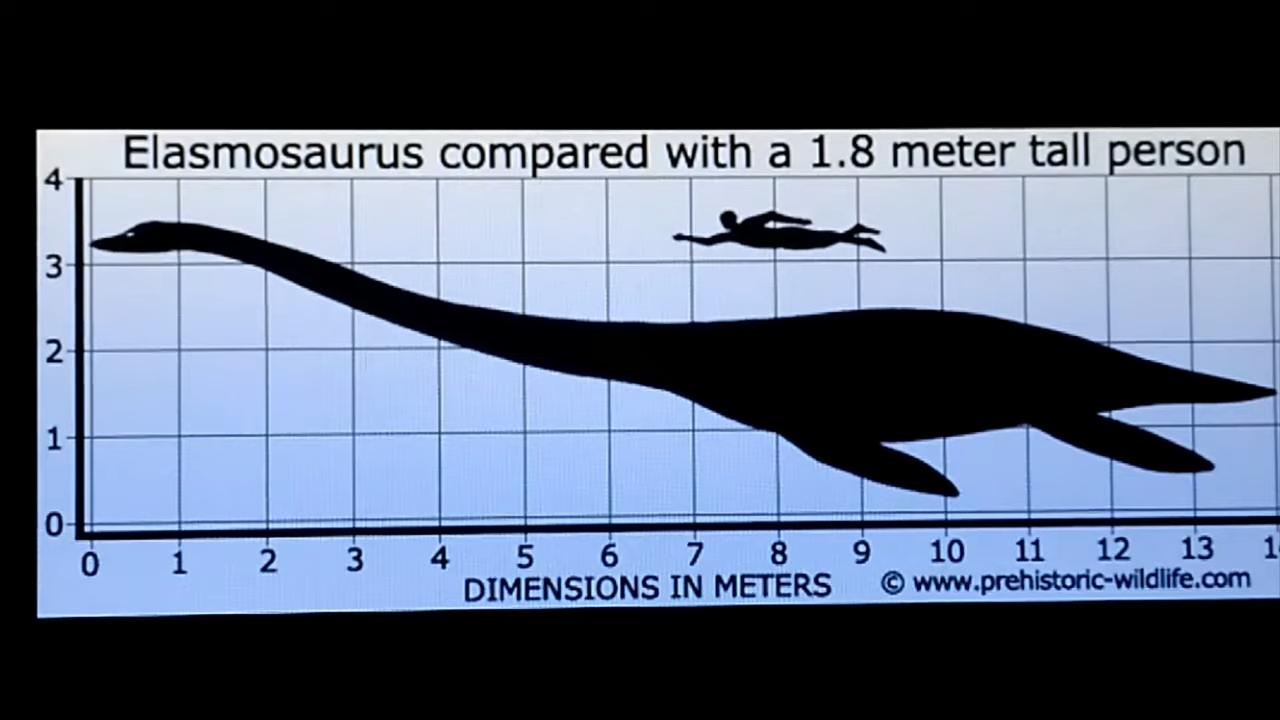 Elasmosaurus compared with a 1.8 meter tall person
4
3
2
1
0
0 1 2 3 4 5 6 7 8 9 10 11 12 13
DIMENSIONS IN METERS © www.prehistoric-wildlife.com